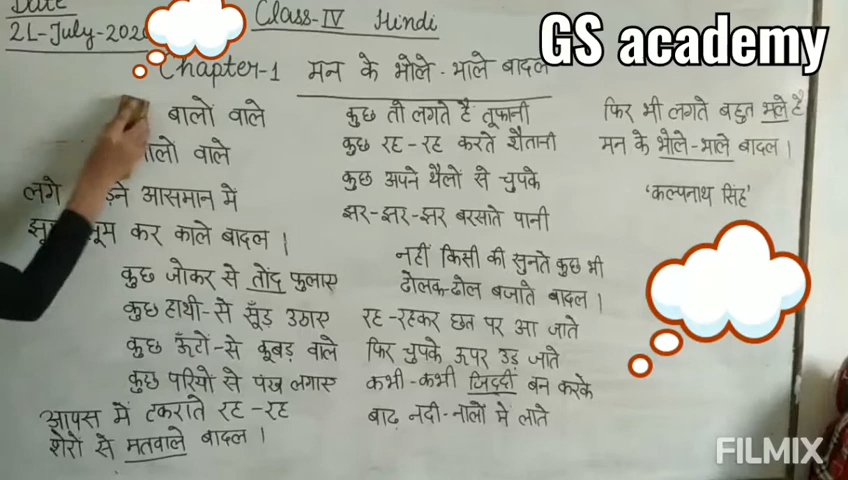 Date
21-July-202
Class-IV Hindi
GS academy
Chapter-1 मन के भोले-भाले बादल
बालों वाले
वाले
लगे आसमान में
कर काले बादल।
कुछ जोकर से तोंद फुलाए
कुछ हाथी-से सूँड़ उठाए
कुछ ऊँटों-से कूबड़ वाले
कुछ परियों से पंख लगाए
आपस में टकराते रह-रह
शेरों से मतवाले बादल।
कुछ तो लगते हैं तूफानी
कुछ रह-रह करते शैतानी
कुछ अपने थैलों से चुपके
झर-झर-झर बरसाते पानी
नहीं किसी की सुनते कुछ भी
ढोलक-ढोल बजाते बादल।
रह-रहकर छत पर आ जाते
फिर चुपके ऊपर उड़ जाते
कभी-कभी जिद्दी बन करके
बाढ़ नदी-नालों में लाते
फिर भी लगते बहुत भले है
मन के भोले-भाले बादल।
'कल्पनाथ सिंह'
FILMIX